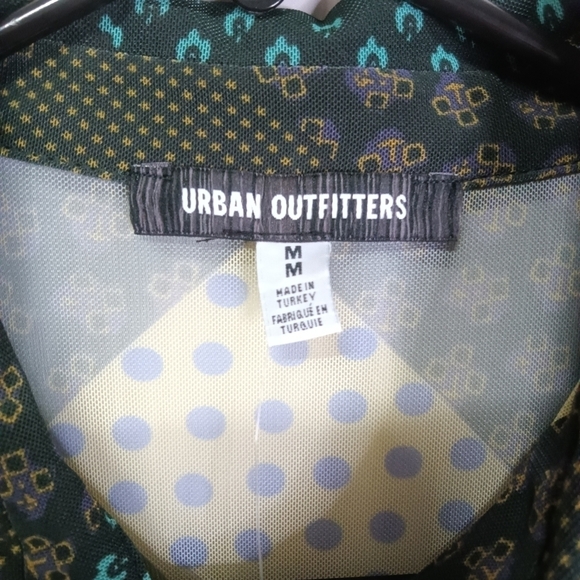 URBAN OUTFITTERS
M
M
MADE IN
TURKEY
FABRIQUÉ EN
TURQUIE